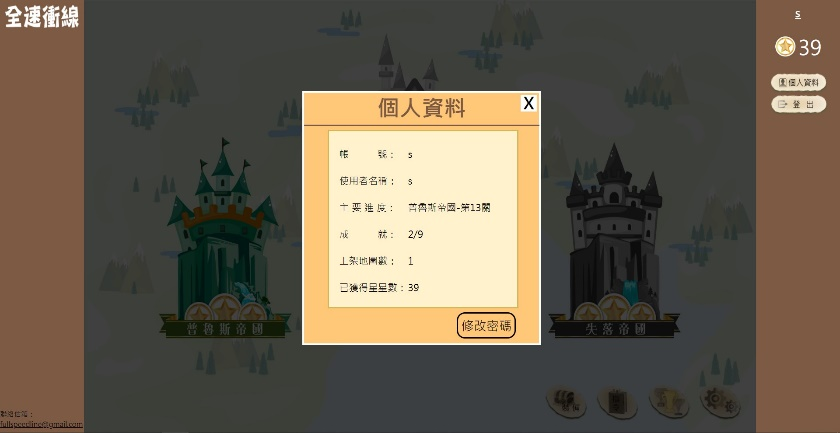 全速衝線
s
39
個人資料
登 出
個人資料
X
帳 號： s
使用者名稱： s
主 要 進 度： 普魯斯帝國-第13關
成 就： 2/9
上架地圖數： 1
已獲得星星數：39
修改密碼
普魯斯帝國
失落帝國
fullspeedline@gmail.com